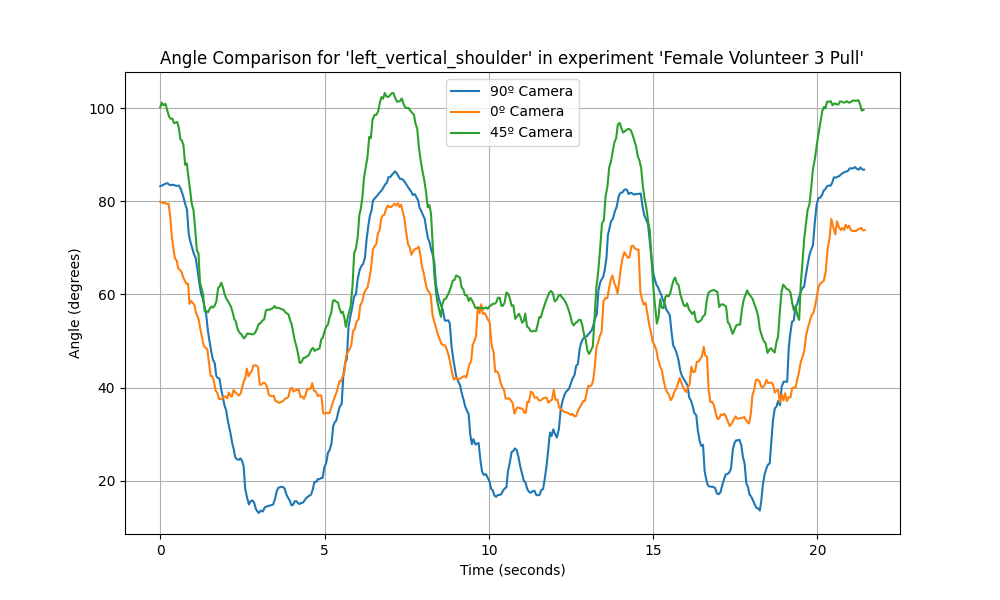 Angle Comparison for 'left_vertical_shoulder' in experiment 'Female Volunteer 3 Pull'
90º Camera
0º Camera
45º Camera
100
80
60
40
20
Angle (degrees)
0 5 10 15 20
Time (seconds)